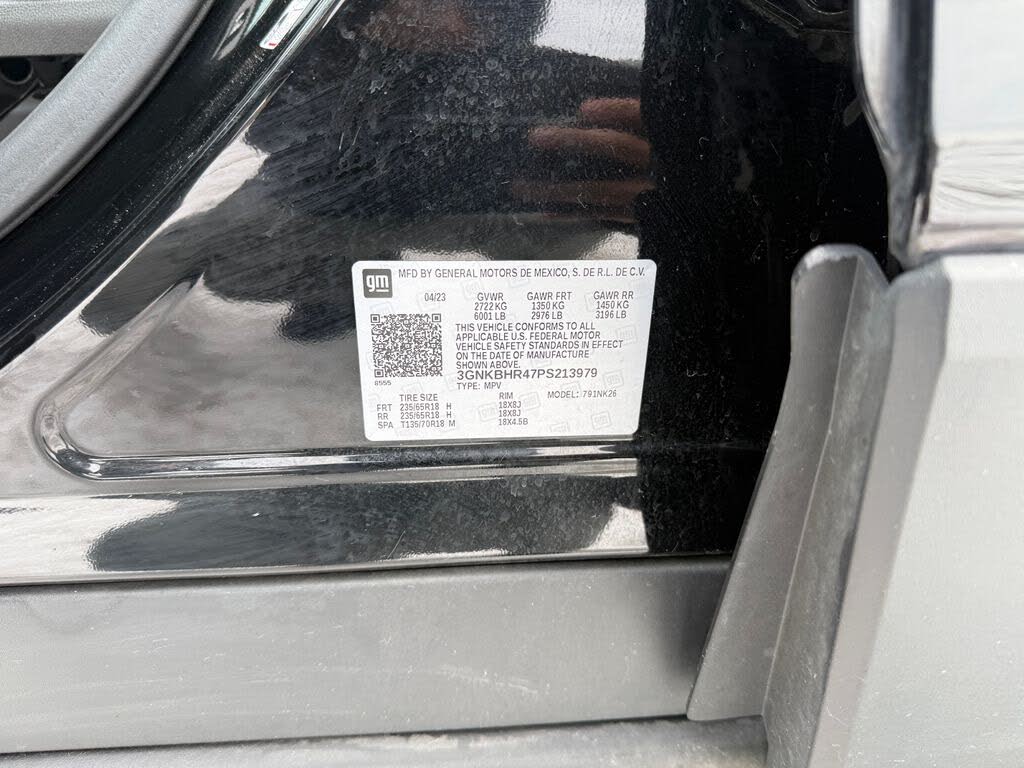 gm MFD BY GENERAL MOTORS DE MEXICO, S. DE R.L. DE C.V.
04/23 GVWR GAWR FRT GAWR RR
2722 KG 1350 KG 1450 KG
6001 LB 2976 LB 3196 LB
THIS VEHICLE CONFORMS TO ALL
APPLICABLE U.S. FEDERAL MOTOR
VEHICLE SAFETY STANDARDS IN EFFECT
ON THE DATE OF MANUFACTURE
SHOWN ABOVE.
3GNKBHR47PS213979
8555 TYPE: MPV MODEL: 791NK26
TIRE SIZE RIM
FRT 235/65R18 H 18X8J
RR 235/65R18 H 18X8J
SPA T135/70R18 M 18X4.5B